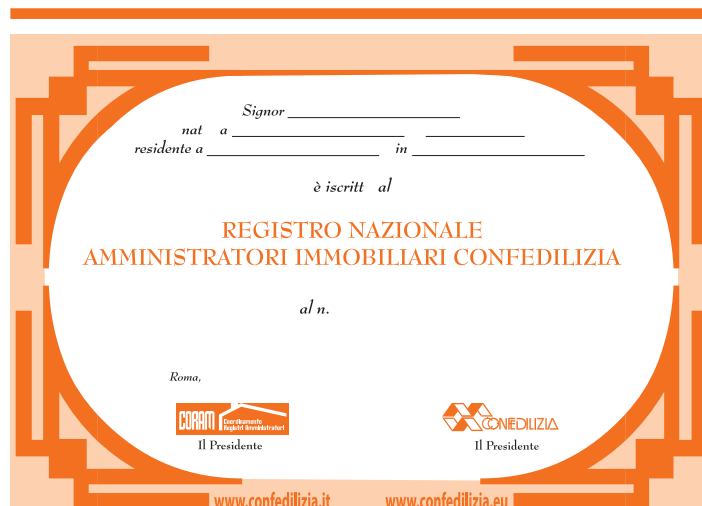 Signor
nat a
residente a in
è iscritt al
REGISTRO NAZIONALE
AMMINISTRATORI IMMOBILIARI CONFEDILIZIA
al n.
Roma,
CORAM Coordinamento
Registri Amministratori
CONFEDILIZIA
Il Presidente
Il Presidente
www.confedilizia.it www.confedilizia.eu